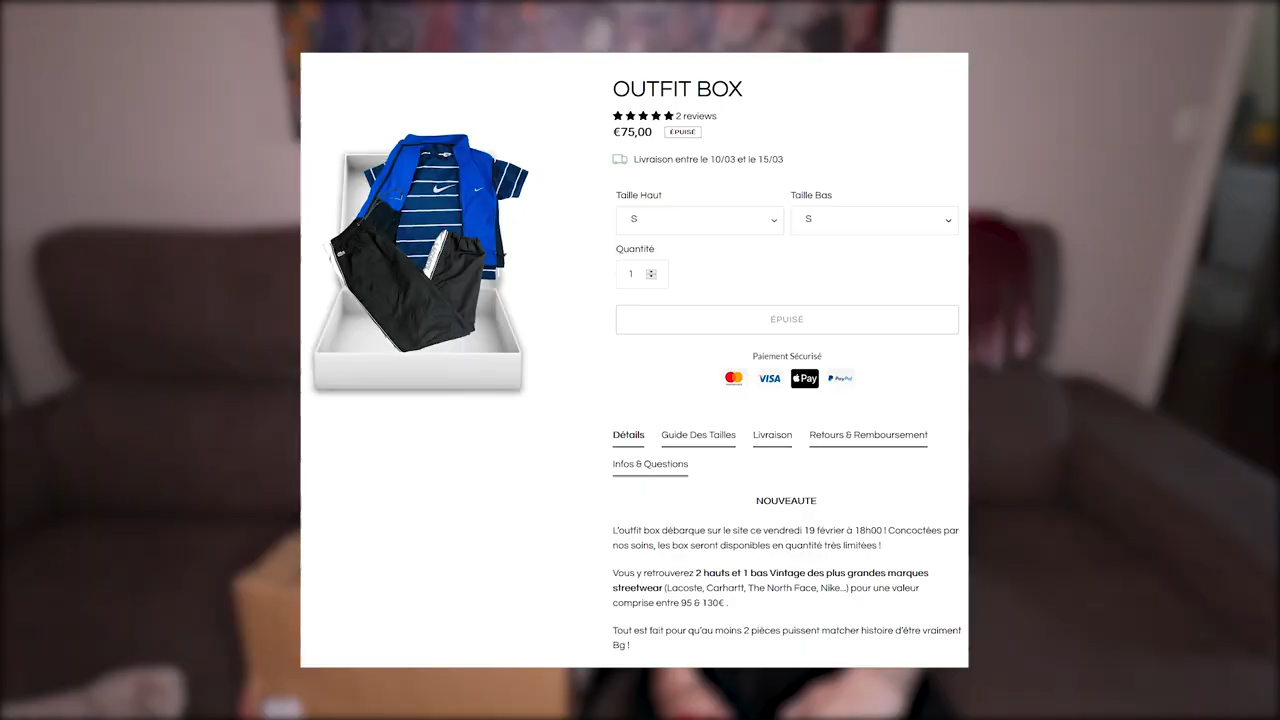 OUTFIT BOX
2 reviews
€75,00 ÉPUISÉ
Livraison entre le 10/03 et le 15/03
Taille Haut Taille Bas
S S
Quantité
1
ÉPUISÉ
Paiement Sécurisé
VISA Pay PayPal
Détails Guide Des Tailles Livraison Retours & Remboursement
Infos & Questions
NOUVEAUTE
L'outfit box débarque sur le site ce vendredi 19 février à 18h00 ! Concoctées par
nos soins, les box seront disponibles en quantité très limitées !
Vous y retrouverez 2 hauts et 1 bas Vintage des plus grandes marques
streetwear (Lacoste, Carhartt, The North Face, Nike...) pour une valeur
comprise entre 95 & 130€ .
Tout est fait pour qu'au moins 2 pièces puissent matcher histoire d'être vraiment
Bg !